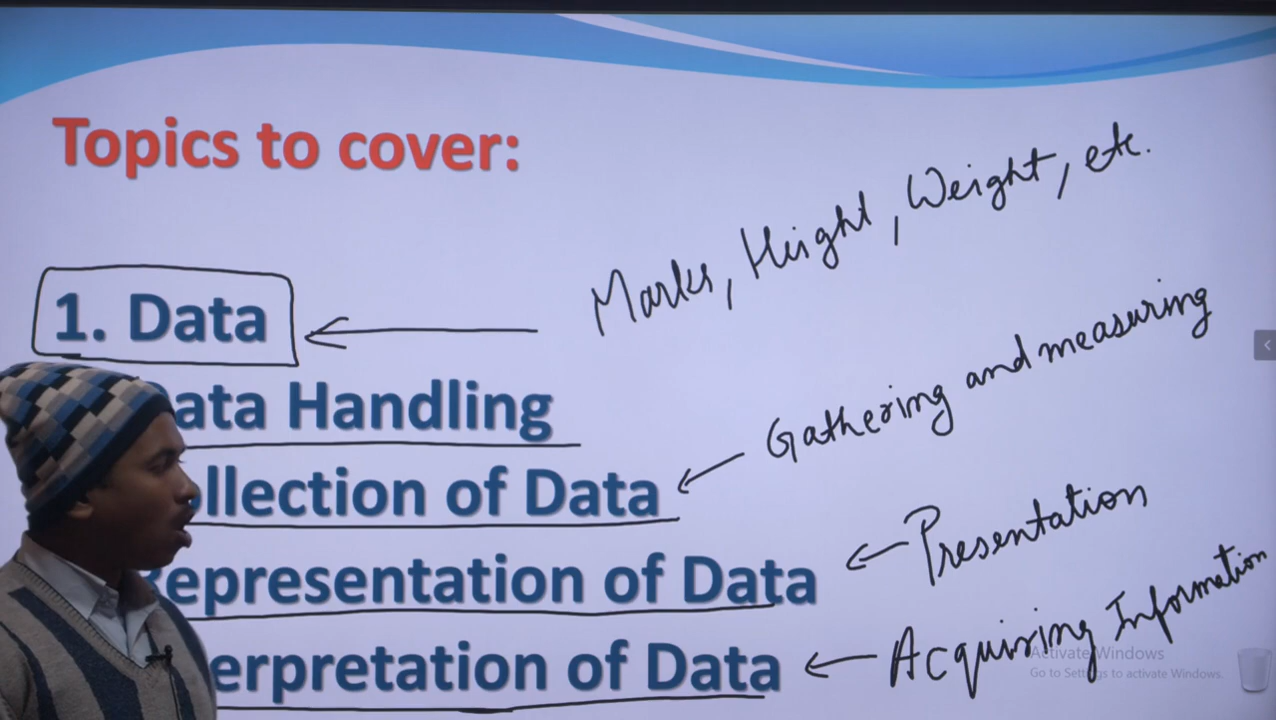 Topics to cover:
Marks, Height, Weight, etc.
1. Data
ata Handling
Gathering and measuring
llection of Data
Presentation
epresentation of Data
Acquiring Information
erpretation of Data
Activate Windows
Go to Settings to activate Windows.